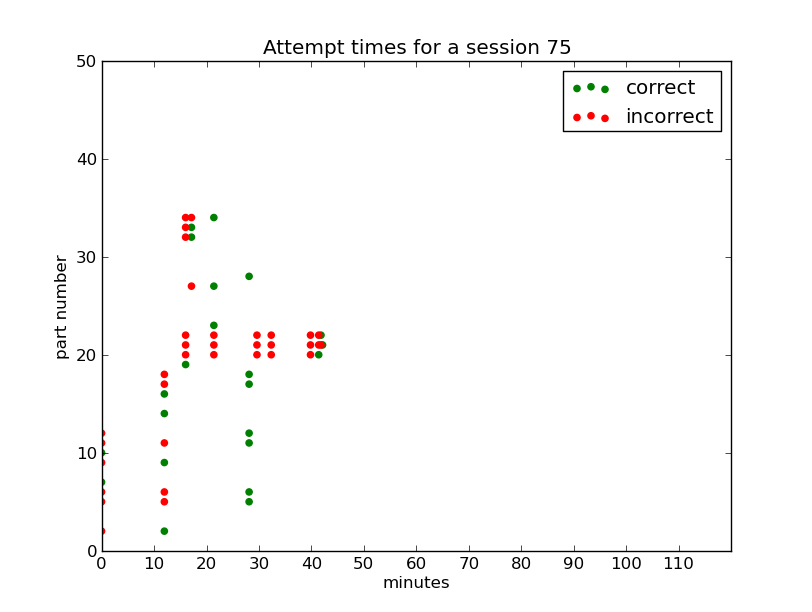 Attempt times for a session 75
correct
incorrect
50
40
30
20
10
0
part number
0 10 20 30 40 50 60 70 80 90 100 110
minutes